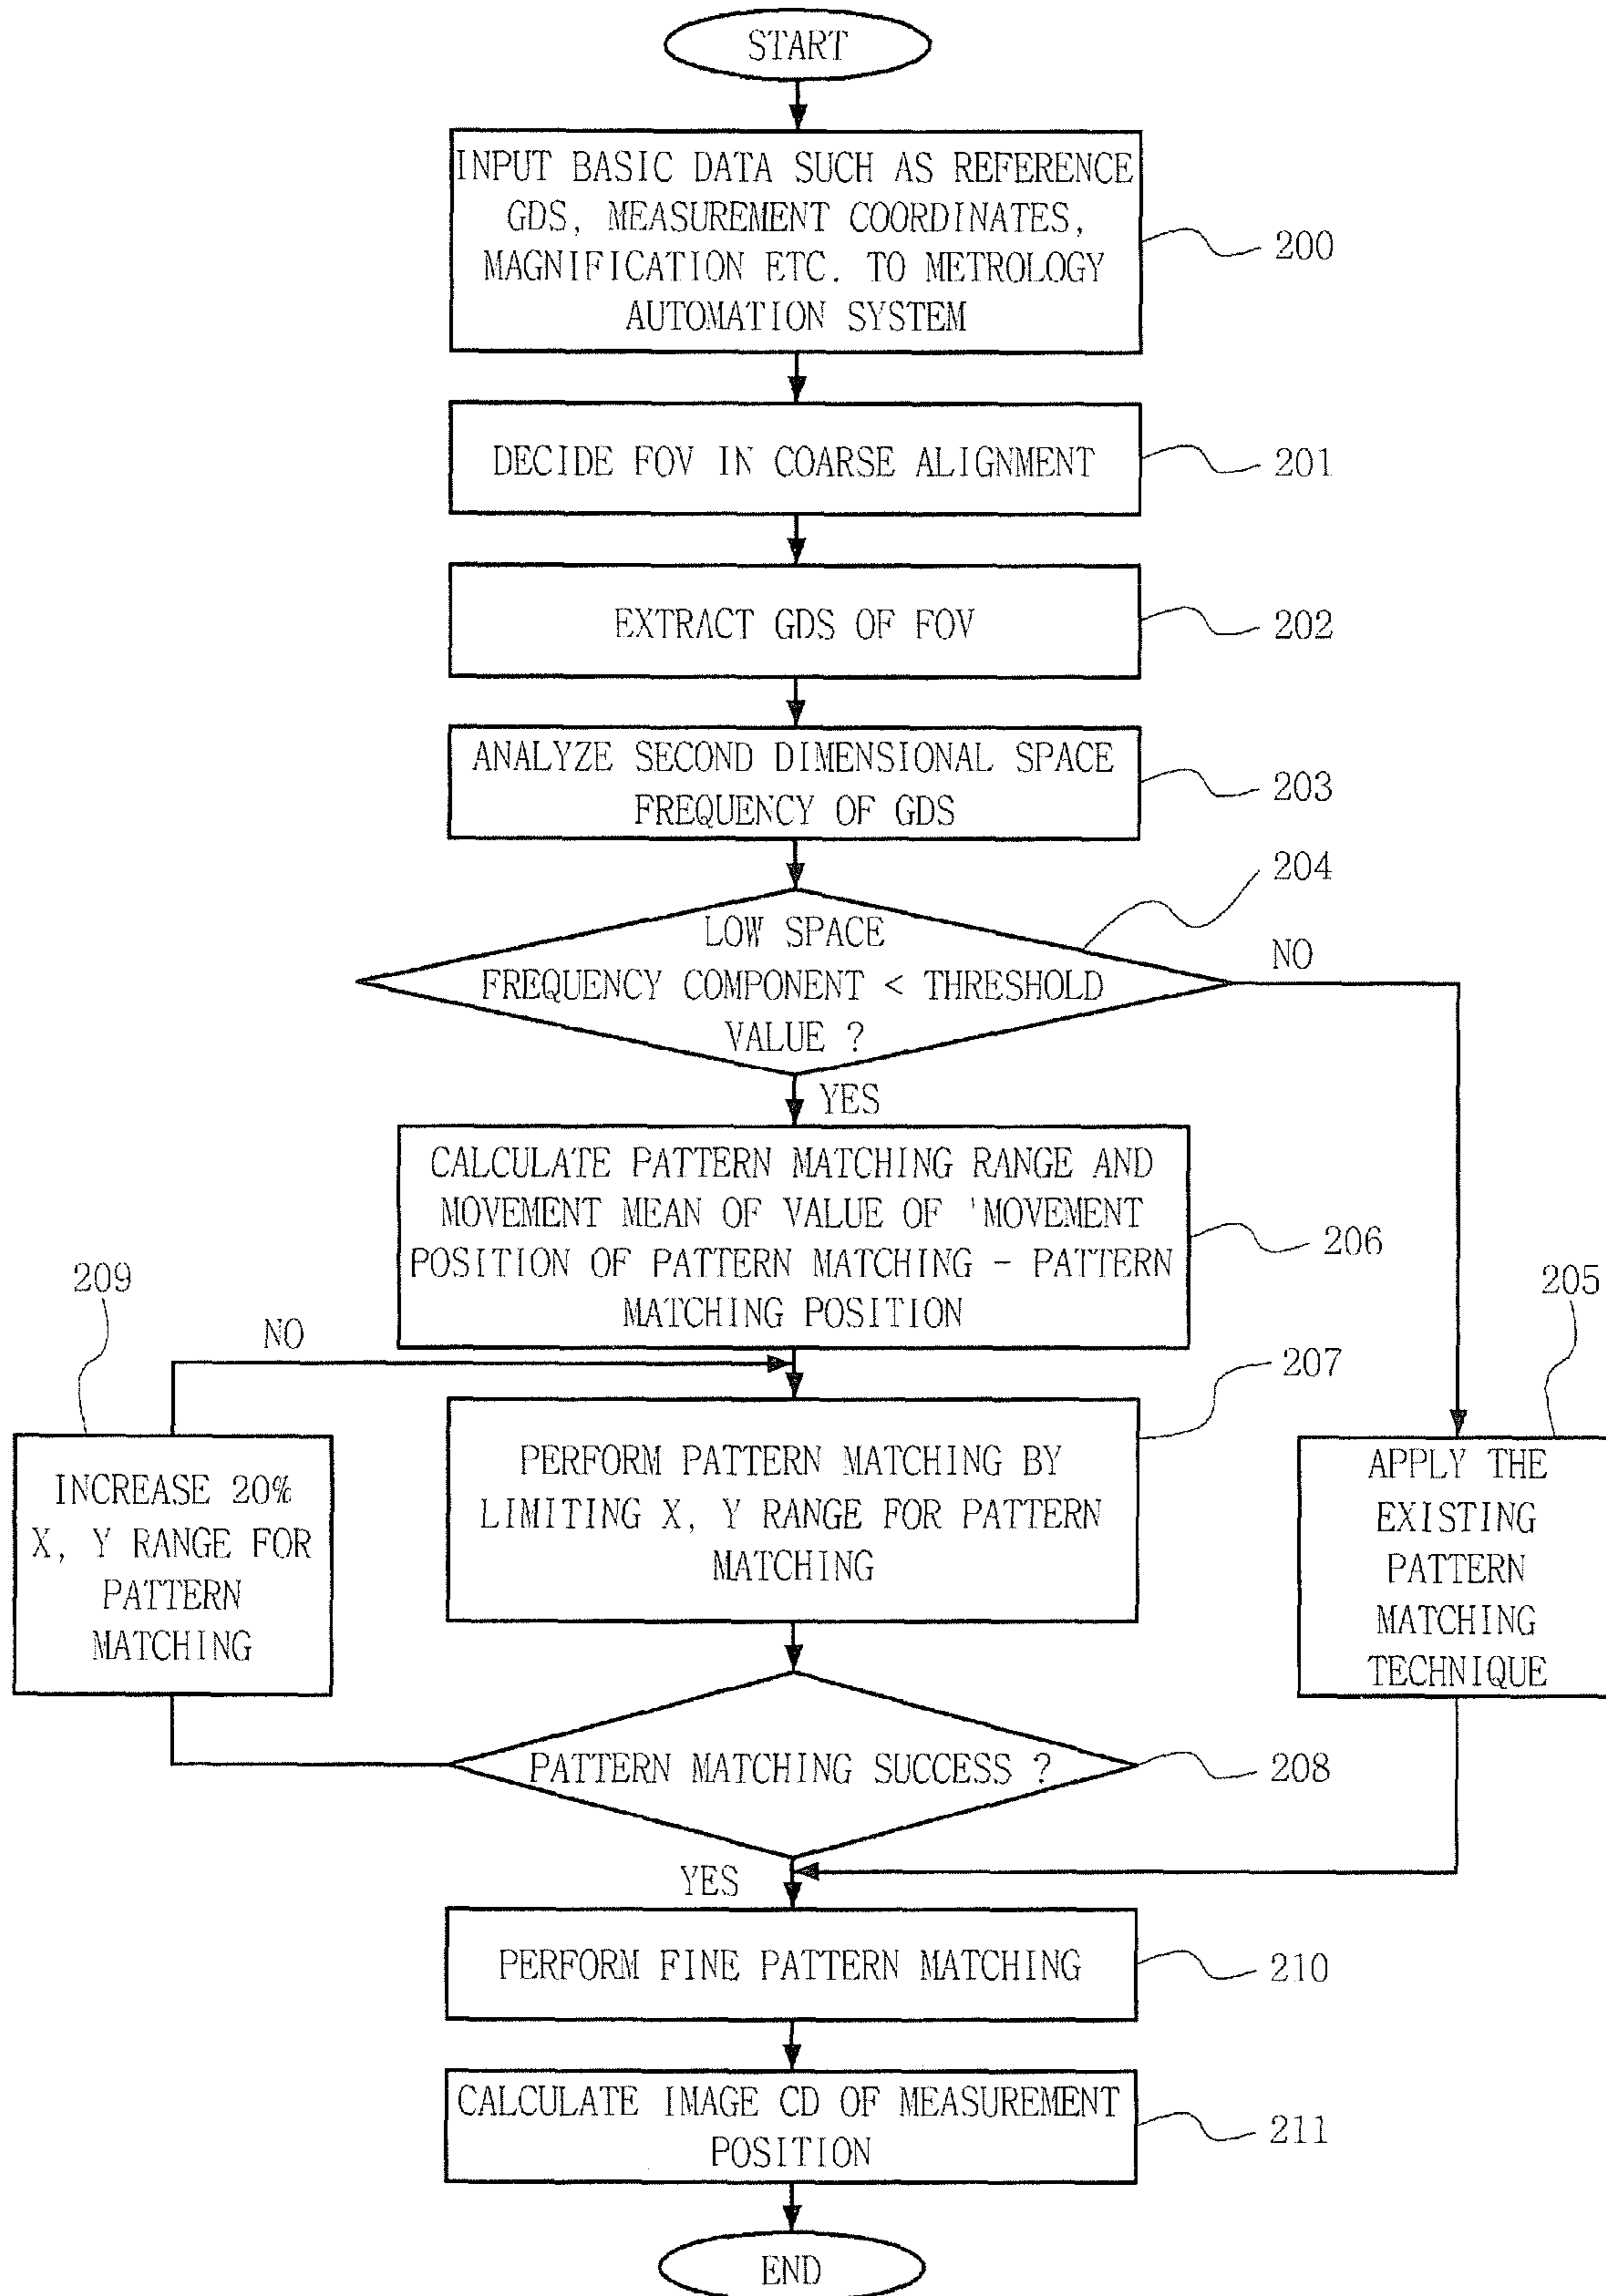 START
INPUT BASIC DATA SUCH AS REFERENCE
GDS, MEASUREMENT COORDINATES,
MAGNIFICATION ETC. TO METROLOGY
AUTOMATION SYSTEM
200
DECIDE FOV IN COARSE ALIGNMENT
201
EXTRACT GDS OF FOV
202
ANALYZE SECOND DIMENSIONAL SPACE
FREQUENCY OF GDS
203
204
LOW SPACE
FREQUENCY COMPONENT < THRESHOLD
VALUE ?
NO
YES
CALCULATE PATTERN MATCHING RANGE AND
MOVEMENT MEAN OF VALUE OF 'MOVEMENT
POSITION OF PATTERN MATCHING - PATTERN
MATCHING POSITION
206
209
NO
205
207
INCREASE 20%
X, Y RANGE FOR
PATTERN
MATCHING
PERFORM PATTERN MATCHING BY
LIMITING X, Y RANGE FOR PATTERN
MATCHING
APPLY THE
EXISTING
PATTERN
MATCHING
TECHNIQUE
PATTERN MATCHING SUCCESS ?
208
YES
PERFORM FINE PATTERN MATCHING
210
CALCULATE IMAGE CD OF MEASUREMENT
POSITION
211
END